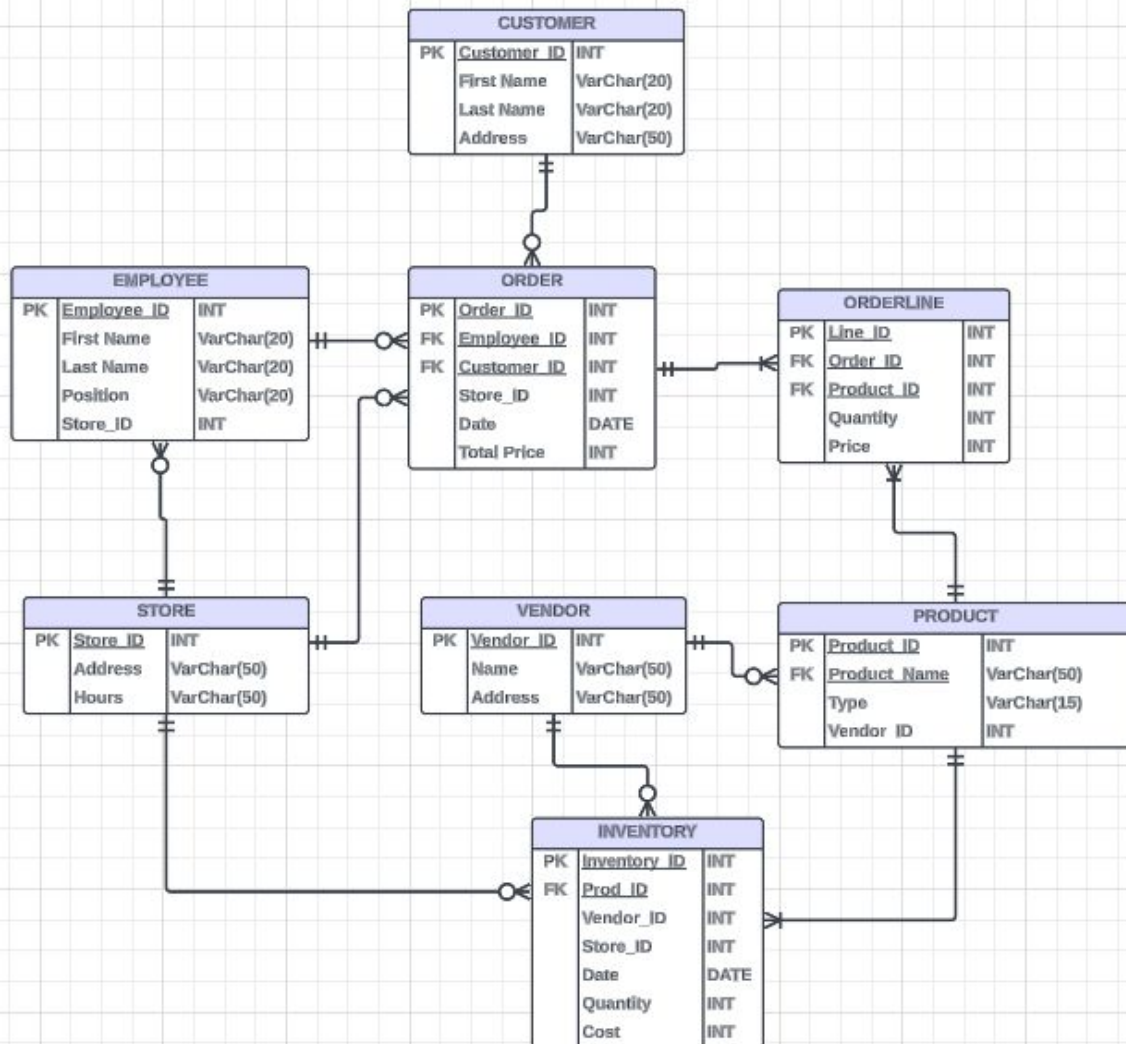 CUSTOMER
PK Customer_ID INT
First Name VarChar(20)
Last Name VarChar(20)
Address VarChar(50)
EMPLOYEE
PK Employee_ID INT
First Name VarChar(20)
Last Name VarChar(20)
Position VarChar(20)
Store_ID INT
ORDER
PK Order_ID INT
FK Employee_ID INT
FK Customer_ID INT
Store_ID INT
Date DATE
Total Price INT
ORDERLINE
PK Line_ID INT
FK Order_ID INT
FK Product_ID INT
Quantity INT
Price INT
STORE
PK Store_ID INT
Address VarChar(50)
Hours VarChar(50)
VENDOR
PK Vendor_ID INT
Name VarChar(50)
Address VarChar(50)
PRODUCT
PK Product_ID INT
FK Product_Name VarChar(50)
Type VarChar(15)
Vendor_ID INT
INVENTORY
PK Inventory_ID INT
FK Prod_ID INT
Vendor_ID INT
Store_ID INT
Date DATE
Quantity INT
Cost INT